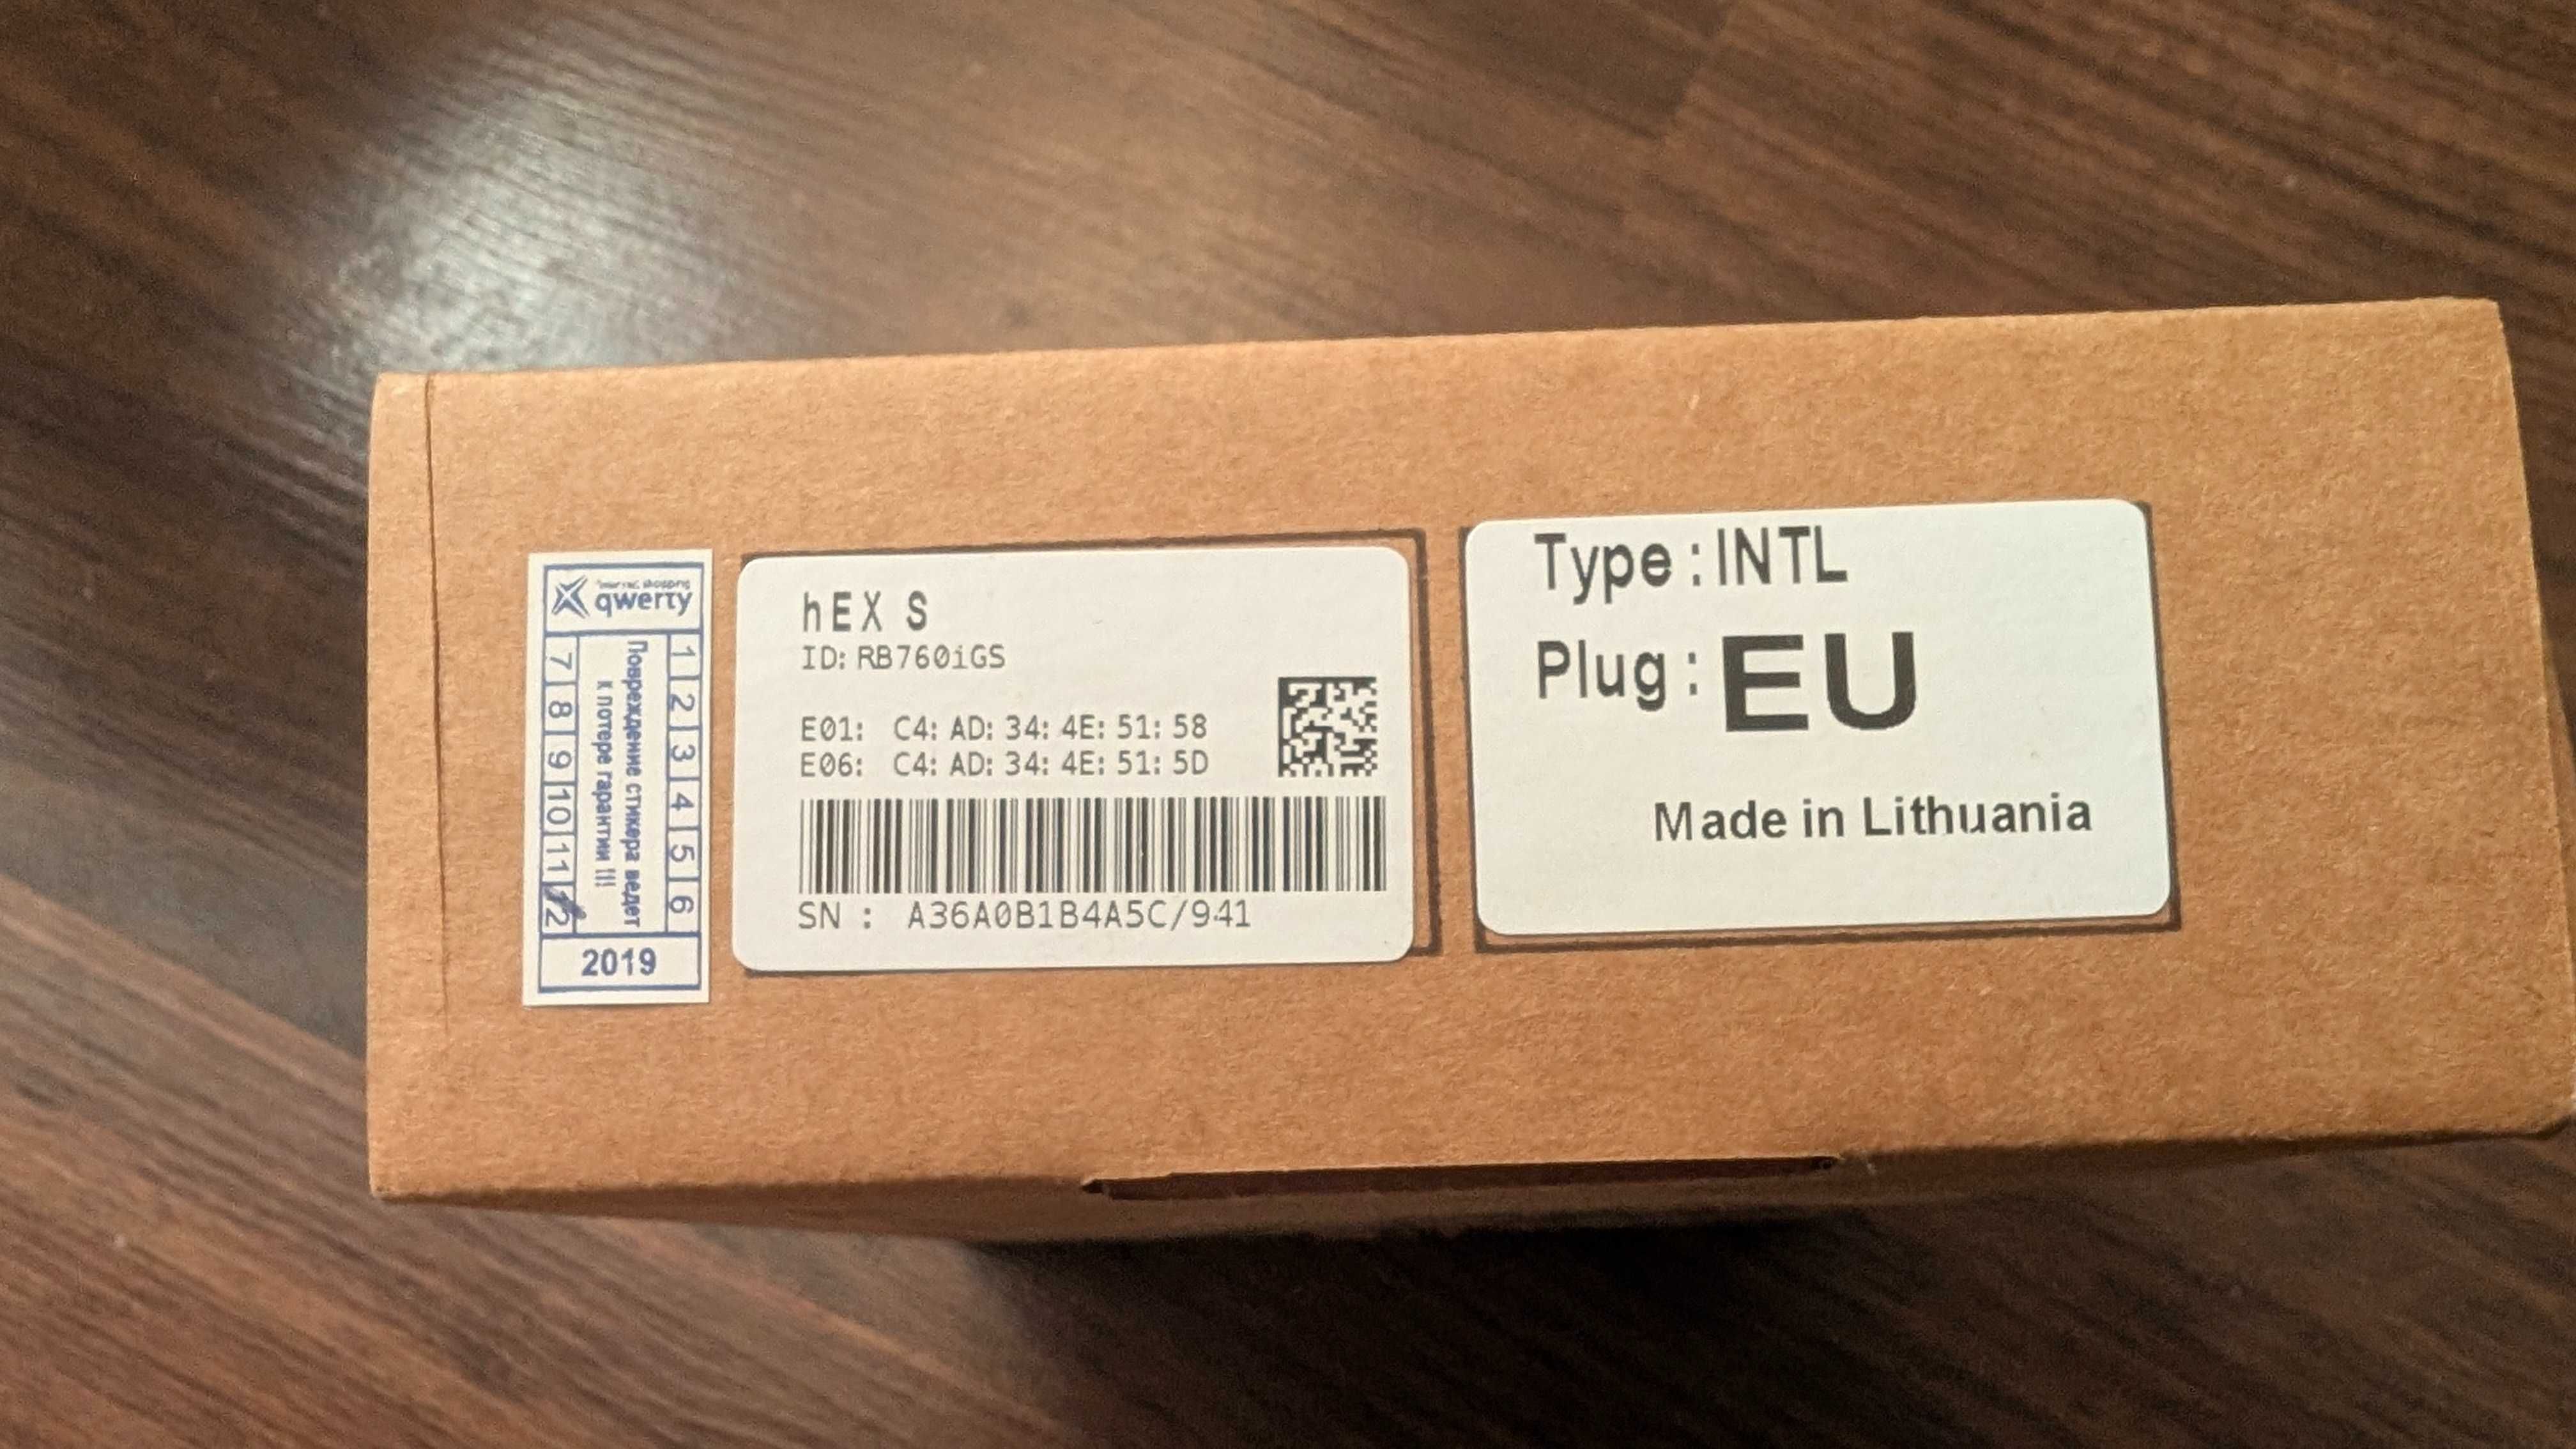 qwerty
1 2 3 4 5 6
Повреждение стикера ведет
к потере гарантии !!!
7 8 9 10 11 12
2019
hEX S
ID: RB760iGS
E01: C4: AD: 34: 4E: 51: 58
E06: C4: AD: 34: 4E: 51: 5D
SN : A36A0B1B4A5C/941
Type : INTL
Plug : EU
Made in Lithuania